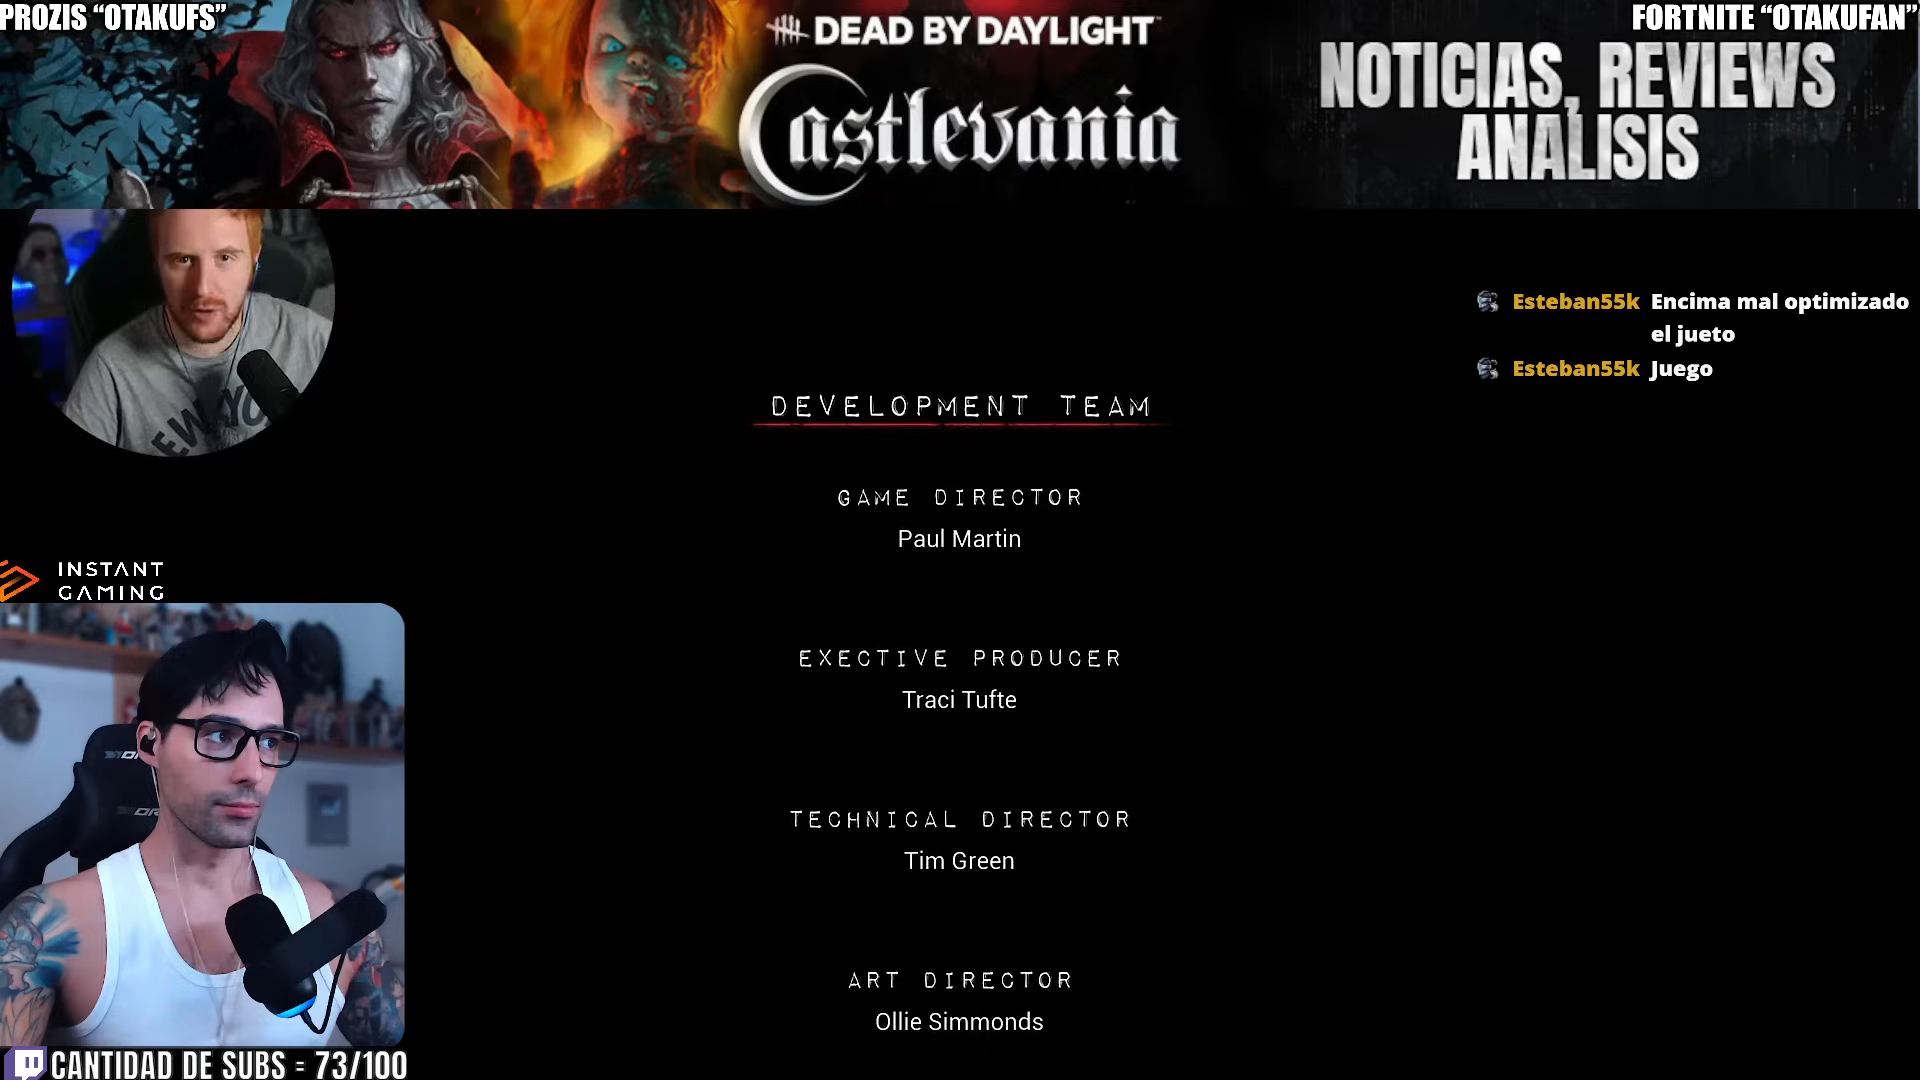 PROZIS “OTAKUFS”
DEAD BY DAYLIGHT™
Castlevania
FORTNITE “OTAKUFAN”
NOTICIAS, REVIEWS
ANALISIS
Esteban55k Encima mal optimizado
el jueto
Esteban55k Juego
DEVELOPMENT TEAM
GAME DIRECTOR
Paul Martin
EXECTIVE PRODUCER
Traci Tufte
TECHNICAL DIRECTOR
Tim Green
ART DIRECTOR
Ollie Simmonds
INSTANT
GAMING
CANTIDAD DE SUBS = 73/100